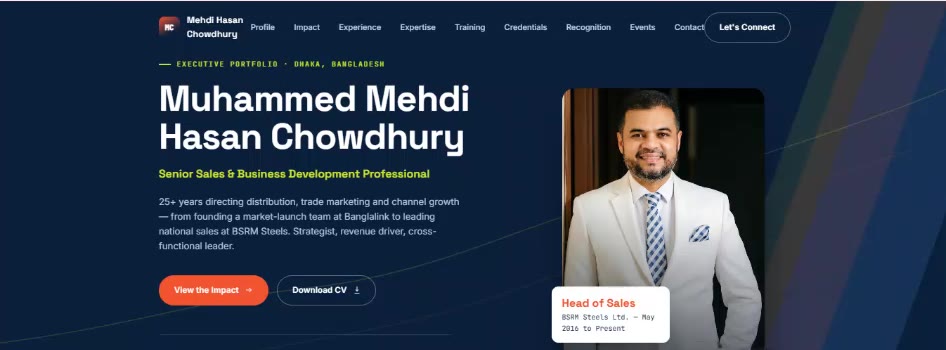 MC
Mehdi Hasan
Chowdhury
Profile Impact Experience Expertise Training Credentials Recognition Events Contact
Let's Connect
EXECUTIVE PORTFOLIO · DHAKA, BANGLADESH
Muhammed Mehdi
Hasan Chowdhury
Senior Sales & Business Development Professional
25+ years directing distribution, trade marketing and channel growth
— from founding a market-launch team at Banglalink to leading
national sales at BSRM Steels. Strategist, revenue driver, cross-
functional leader.
View the Impact →
Download CV ↓
Head of Sales
BSRM Steels Ltd. — May
2016 to Present